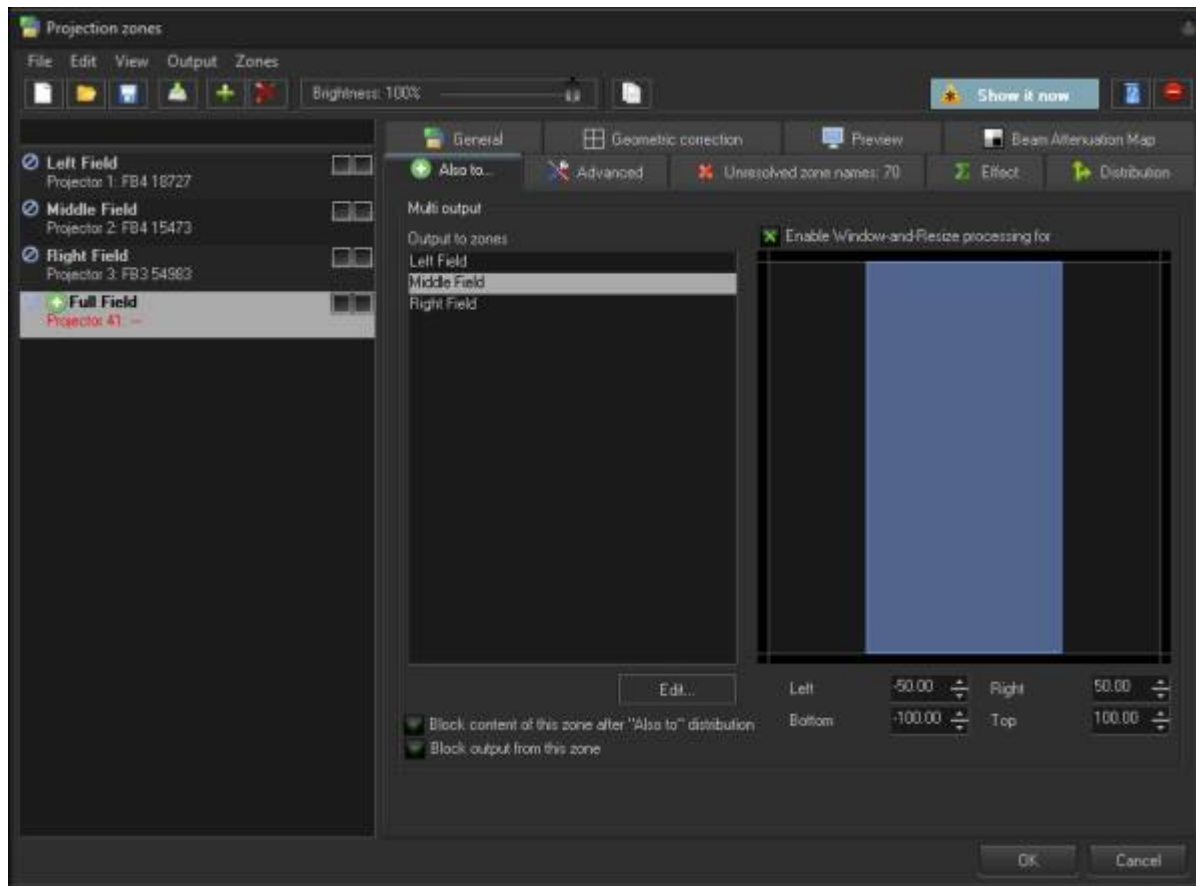 Projection zones
File Edit View Output Zones
Brightness: 100%
Show it now
Left Field
Projector 1: FB4 18727
Middle Field
Projector 2: FB4 15473
Right Field
Projector 3: FB3 54983
Full Field
Projector 41: --
General Geometric correction Preview Beam Attenuation Map
Also to... Advanced Unresolved zone names: 70 Effect Distribution
Multi output
Output to zones
Left Field
Middle Field
Right Field
Enable Window-and-Resize processing for
Edit...
Left -50.00 Right 50.00
Bottom -100.00 Top 100.00
Block content of this zone after "Also to" distribution
Block output from this zone
OK Cancel